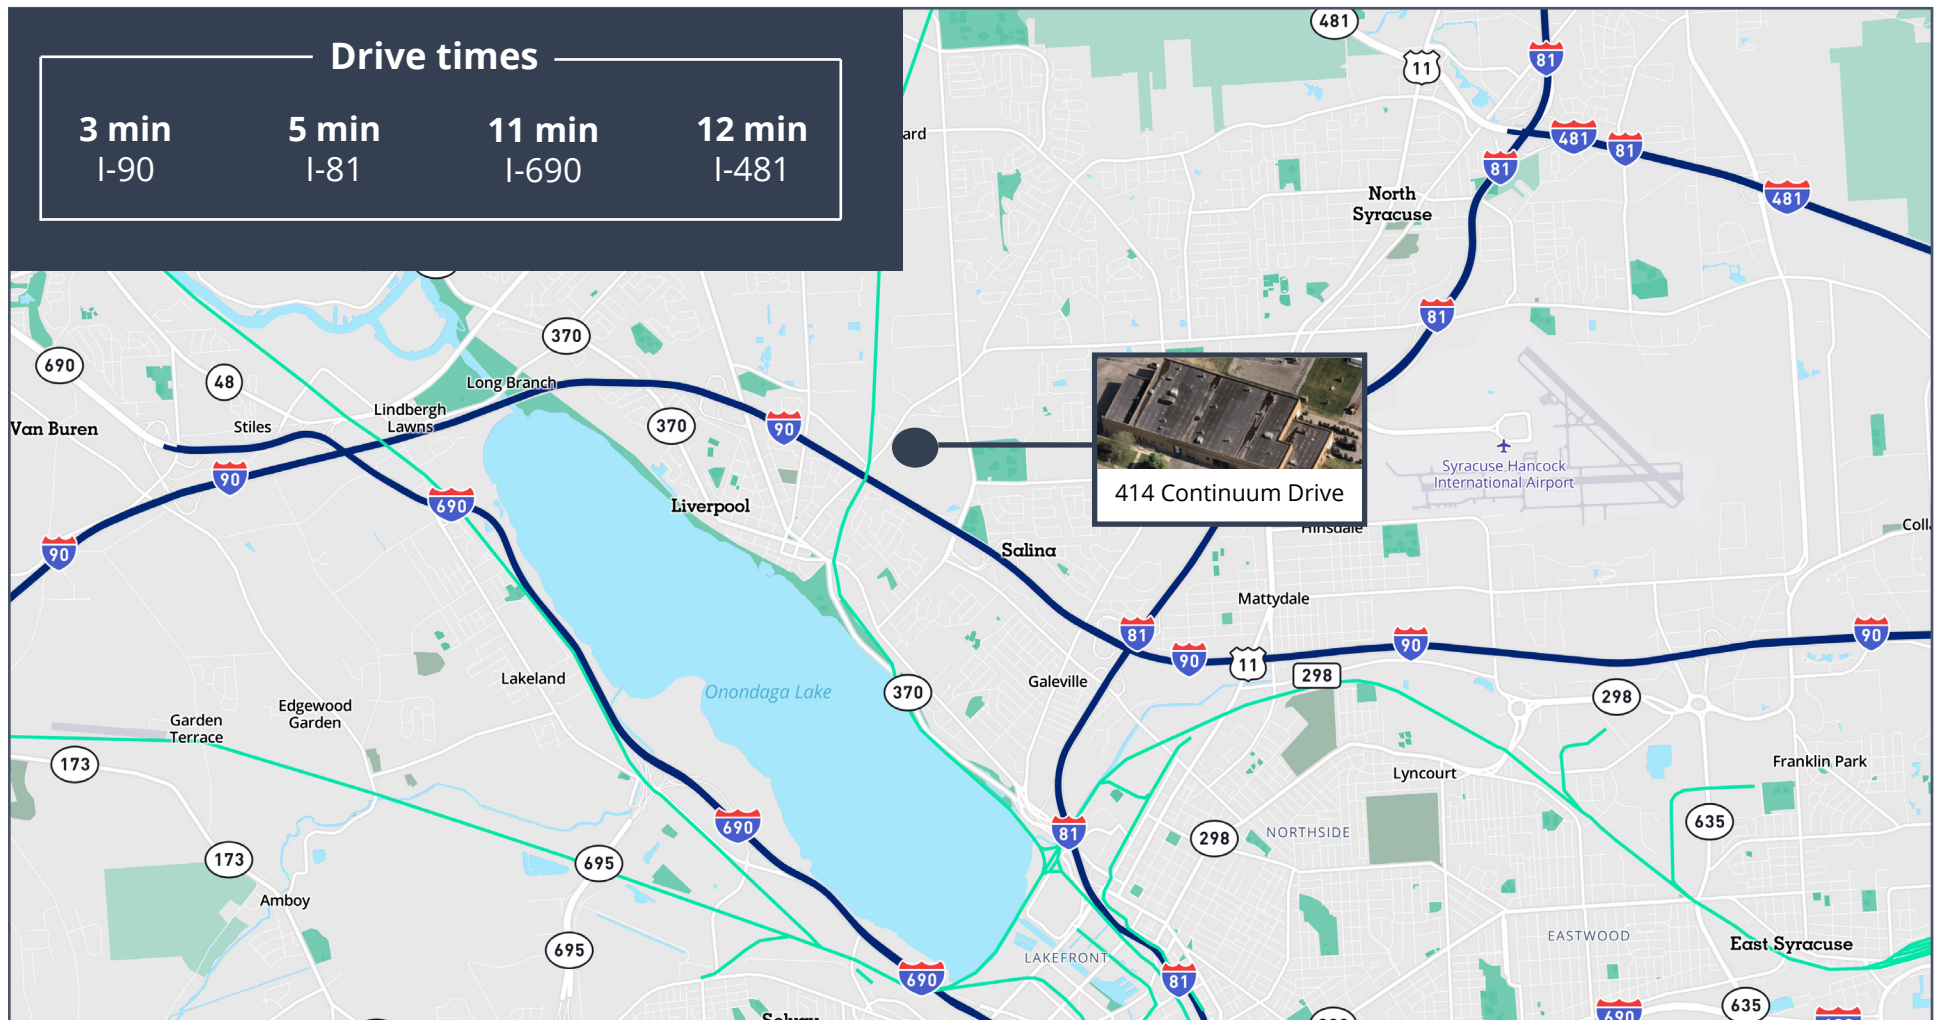 Drive times
3 min
I-90
5 min
I-81
11 min
I-690
12 min
I-481
481
11
81
481
81
81
481
North
Syracuse
81
370
690
48
Long Branch
Lindbergh
Lawns
370
90
Van Buren
Stiles
90
690
90
Liverpool
Salina
414 Continuum Drive
Syracuse Hancock
International Airport
Hinsdale
Mattydale
81
90
11
90
90
298
298
Galeville
Lakeland
Onondaga Lake
370
Edgewood
Garden
Garden
Terrace
173
Franklin Park
Lyncourt
690
81
298
NORTHSIDE
635
173
695
Amboy
695
EASTWOOD
East Syracuse
LAKEFRONT
690
81
635
690
Solvay